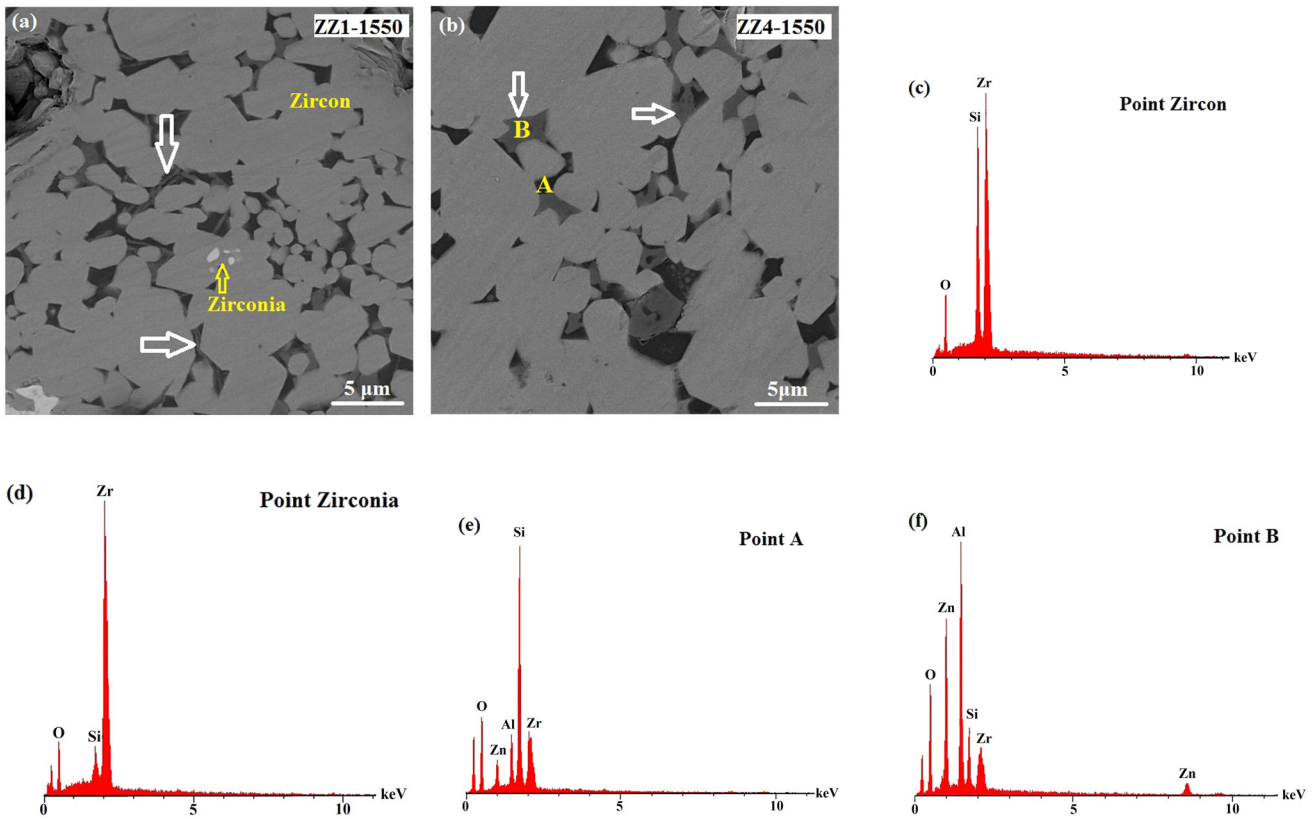 (a)
ZZ1-1550
Zircon
Zirconia
5 μm
(b)
ZZ4-1550
B
A
5μm
(c)
Point Zircon
Zr
Si
O
0
5
10
keV
(d)
Point Zirconia
Zr
O
Si
0
5
10
keV
(e)
Point A
Si
O
Al
Zr
Zn
0
5
10
keV
(f)
Point B
Al
Zn
O
Si
Zr
Zn
0
5
10
keV